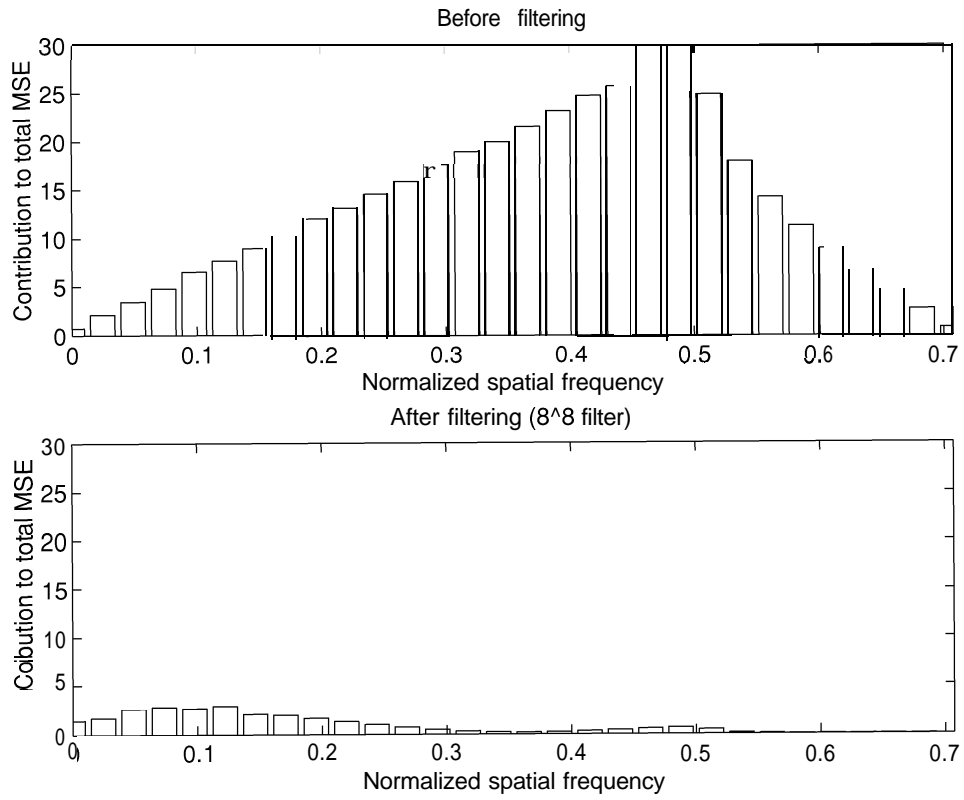 Before filtering
30
25
20
15
10
5
0
Contribution to total MSE
r
0 0.1 0.2 0.3 0.4 0.5 0.6 0.7
Normalized spatial frequency
After filtering (8^8 filter)
30
25
20
15
10
5
0
Coibution to total MSE
0 0.1 0.2 0.3 0.4 0.5 0.6 0.7
Normalized spatial frequency